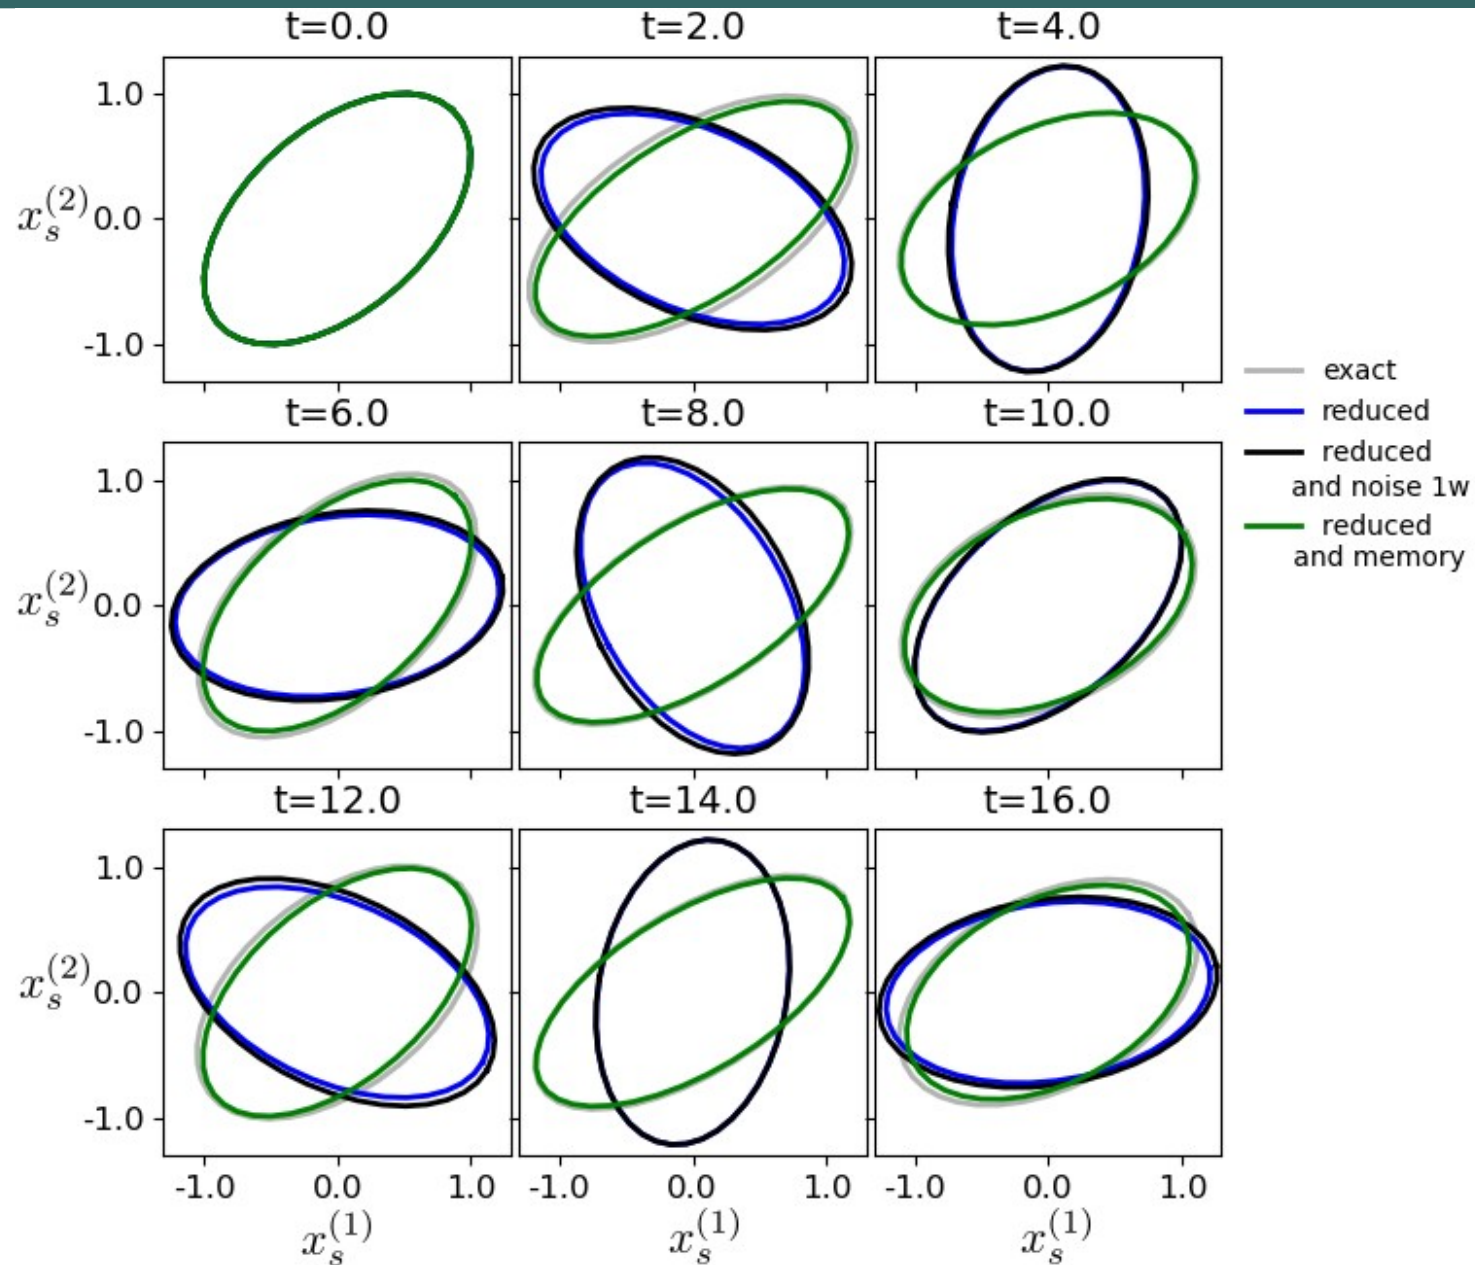 t=0.0 t=2.0 t=4.0
1.0
x_s^{(2)} 0.0
-1.0
exact
reduced
reduced
and noise 1w
reduced
and memory
t=6.0 t=8.0 t=10.0
1.0
x_s^{(2)} 0.0
-1.0
t=12.0 t=14.0 t=16.0
1.0
x_s^{(2)} 0.0
-1.0
-1.0 0.0 1.0 -1.0 0.0 1.0 -1.0 0.0 1.0
x_s^{(1)} x_s^{(1)} x_s^{(1)}